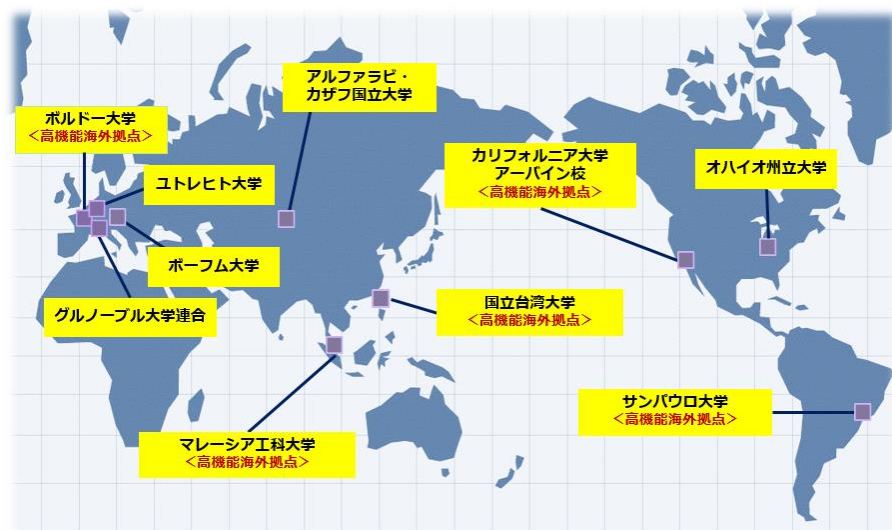 アルファラビ・
カザフ国立大学
ボルドー大学
＜高機能海外拠点＞
カリフォルニア大学
アーバイン校
＜高機能海外拠点＞
オハイオ州立大学
ユトレヒト大学
ボーフム大学
グルノーブル大学連合
国立台湾大学
＜高機能海外拠点＞
サンパウロ大学
＜高機能海外拠点＞
マレーシア工科大学
＜高機能海外拠点＞